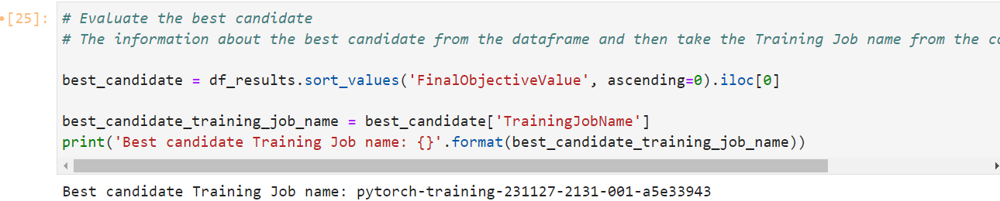 [25]:
# Evaluate the best candidate
# The information about the best candidate from the dataframe and then take the Training Job name from the
best_candidate = df_results.sort_values('FinalObjectiveValue', ascending=0).iloc[0]
best_candidate_training_job_name = best_candidate['TrainingJobName']
print('Best candidate Training Job name: {}'.format(best_candidate_training_job_name))
Best candidate Training Job name: pytorch-training-231127-2131-001-a5e33943